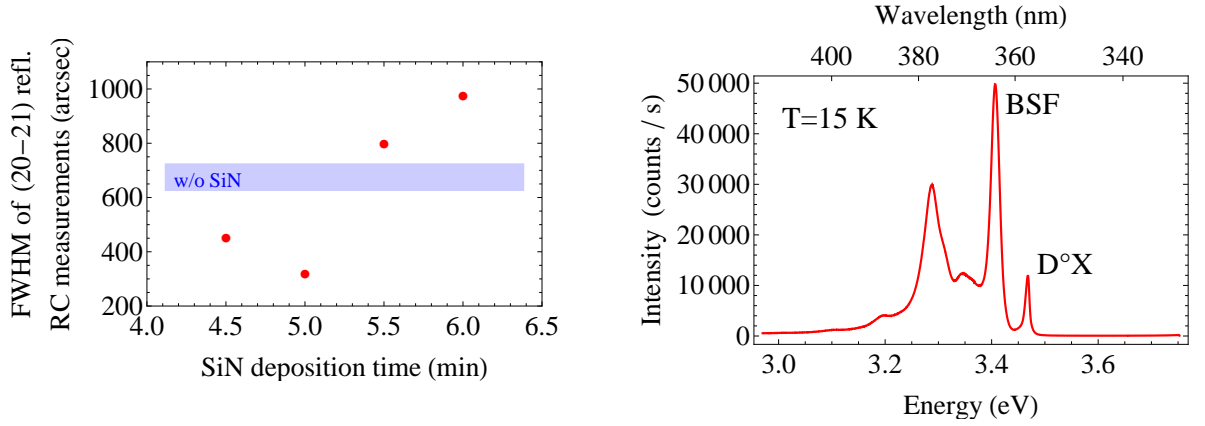 FWHM of (20−21) refl.
RC measurements (arcsec)
1000
800
600
400
200
w/o SiN
4.0 4.5 5.0 5.5 6.0 6.5
SiN deposition time (min)
Wavelength (nm)
400 380 360 340
Intensity (counts / s)
50 000
40 000
30 000
20 000
10 000
0
T=15 K
BSF
D°X
3.0 3.2 3.4 3.6
Energy (eV)